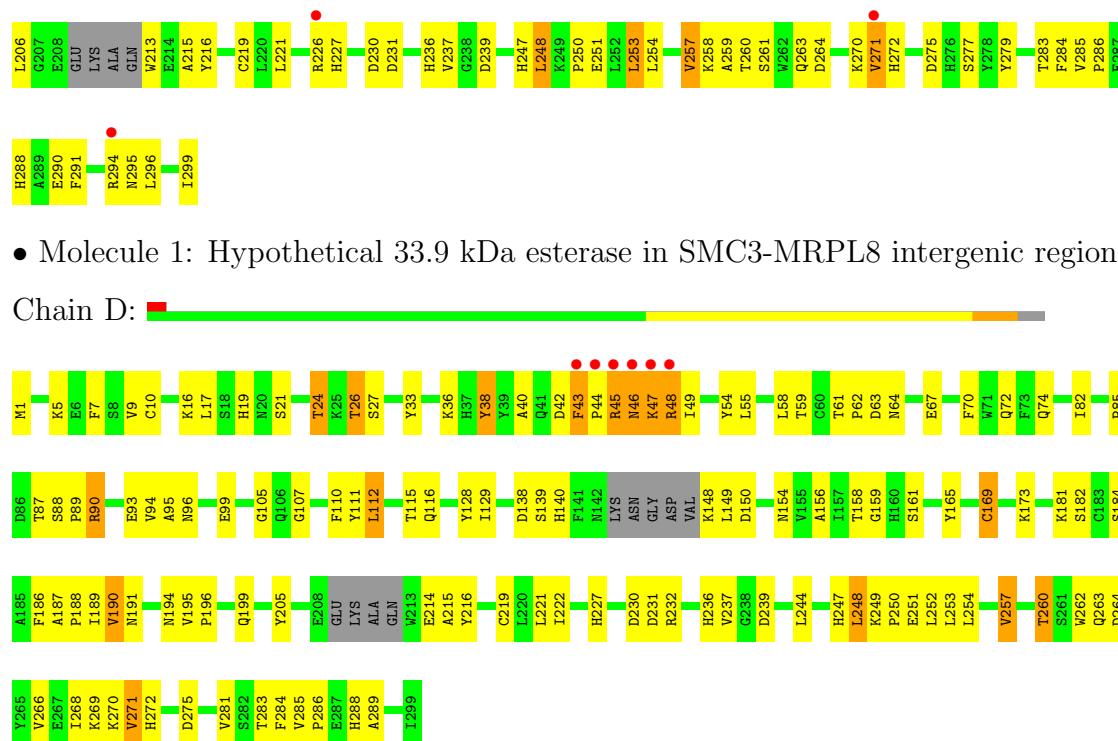 L206 G207 E208 GLU LYS ALA GLN W213 E214 A215 Y216 C219 L220 L221 R226 H227 D230 D231 H236 V237 G238 D239 H247 L248 K249 P250 E251 L252 L253 L254 V257 K258 A259 T260 S261 W262 Q263 D264 K270 V271 H272 D275 H276 S277 Y278 Y279 T283 F284 V285 P286 E287
H288 A289 E290 F291 R294 N295 L296 I299
• Molecule 1: Hypothetical 33.9 kDa esterase in SMC3-MRPL8 intergenic region
Chain D:
M1 K5 E6 F7 S8 V9 C10 K16 L17 S18 H19 N20 S21 T24 K25 T26 S27 Y33 K36 H37 Y38 Y39 A40 Q41 Q42 F43 P44 R45 N46 K47 R48 I49 Y54 L55 L58 T59 C60 T61 P62 D63 N64 E67 F70 W71 Q72 F73 Q74 I82
D86 T87 S88 P89 R90 E93 V94 A95 N96 E99 G105 Q106 G107 F110 Y111 L112 T115 Q116 Y128 I129 D138 S139 H140 F141 N142 LYS ASN GLY ASP VAL K148 L149 D150 N154 V155 A156 I157 T158 G159 H160 S161 Y165 C169 K173 K181 S182 C183 S184
A185 F186 A187 P188 I189 V190 N191 N194 V195 P196 Q199 Y205 E208 GLU LYS ALA GLN W213 E214 A215 Y216 C219 L220 L221 I222 H227 D230 D231 R232 H236 V237 G238 D239 L244 H247 L248 K249 P250 E251 L252 L253 L254 V257 T260 S261 W262 Q263 D264
Y265 V266 E267 I268 K269 K270 V271 H272 D275 V281 S282 T283 F284 V285 P286 E287 H288 A289 I299